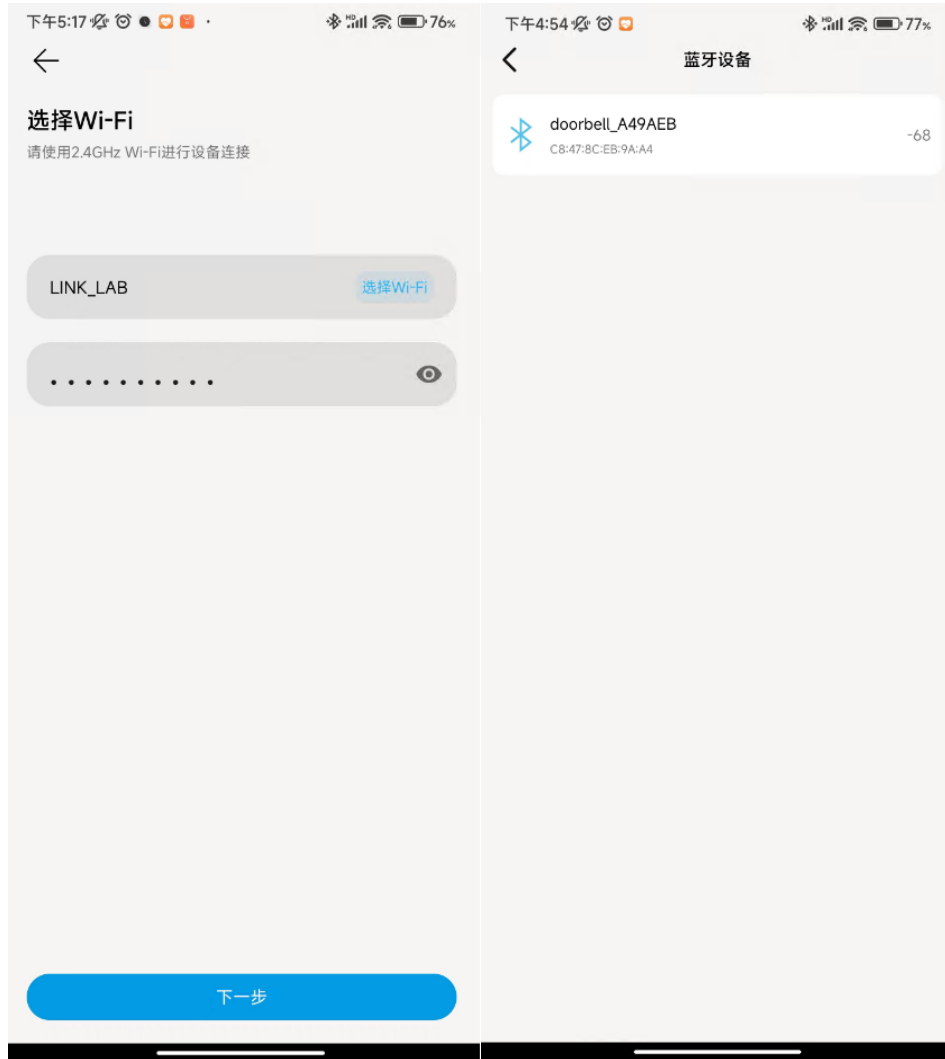 下午5:17
76%
选择Wi-Fi
请使用2.4GHz Wi-Fi进行设备连接
LINK_LAB
选择Wi-Fi
下一步
下午4:54
77%
蓝牙设备
doorbell_A49AEB
C8:47:8C:EB:9A:A4
-68